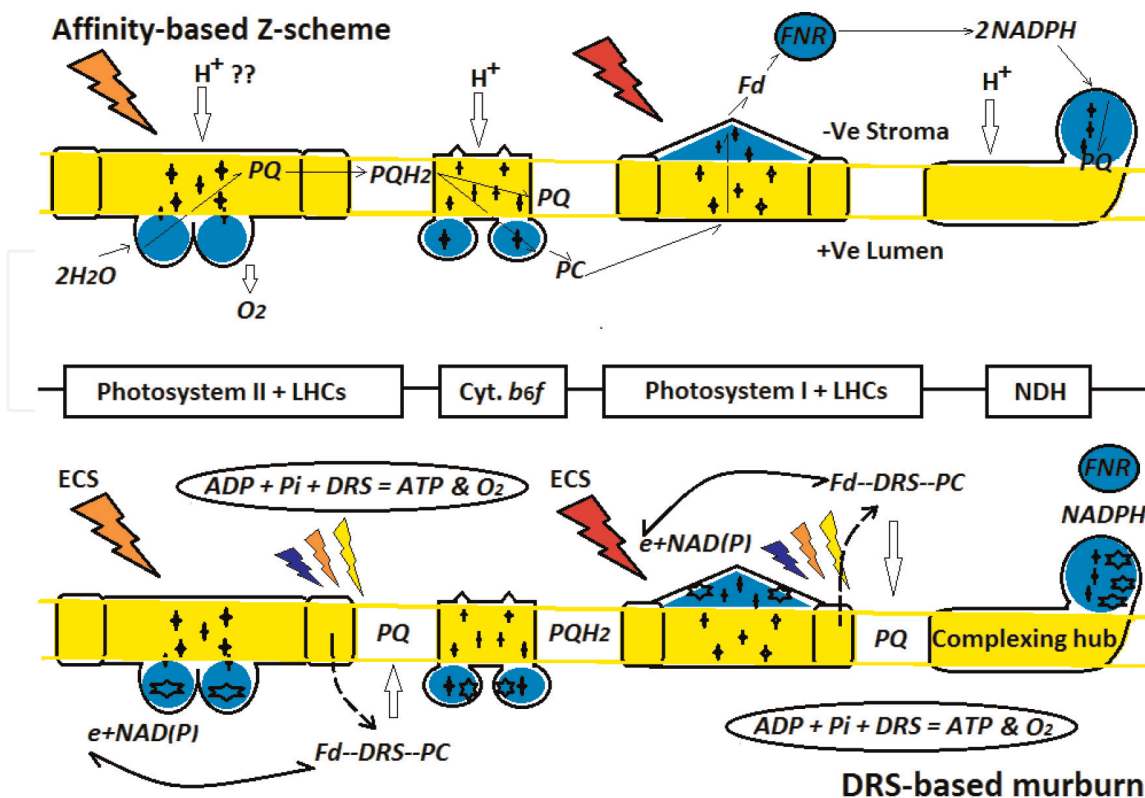 Affinity-based Z-scheme
H+ ??
H+
FNR
2NADPH
Fd
H+
-Ve Stroma
PQ
PQH2
PQ
PQ
+Ve Lumen
2H2O
O2
PC
Photosystem II + LHCs
Cyt. b6f
Photosystem I + LHCs
NDH
ECS
ADP + Pi + DRS = ATP & O2
ECS
Fd--DRS--PC
FNR
NADPH
e+NAD(P)
PQ
PQH2
PQ
Complexing hub
e+NAD(P)
Fd--DRS--PC
ADP + Pi + DRS = ATP & O2
DRS-based murburn